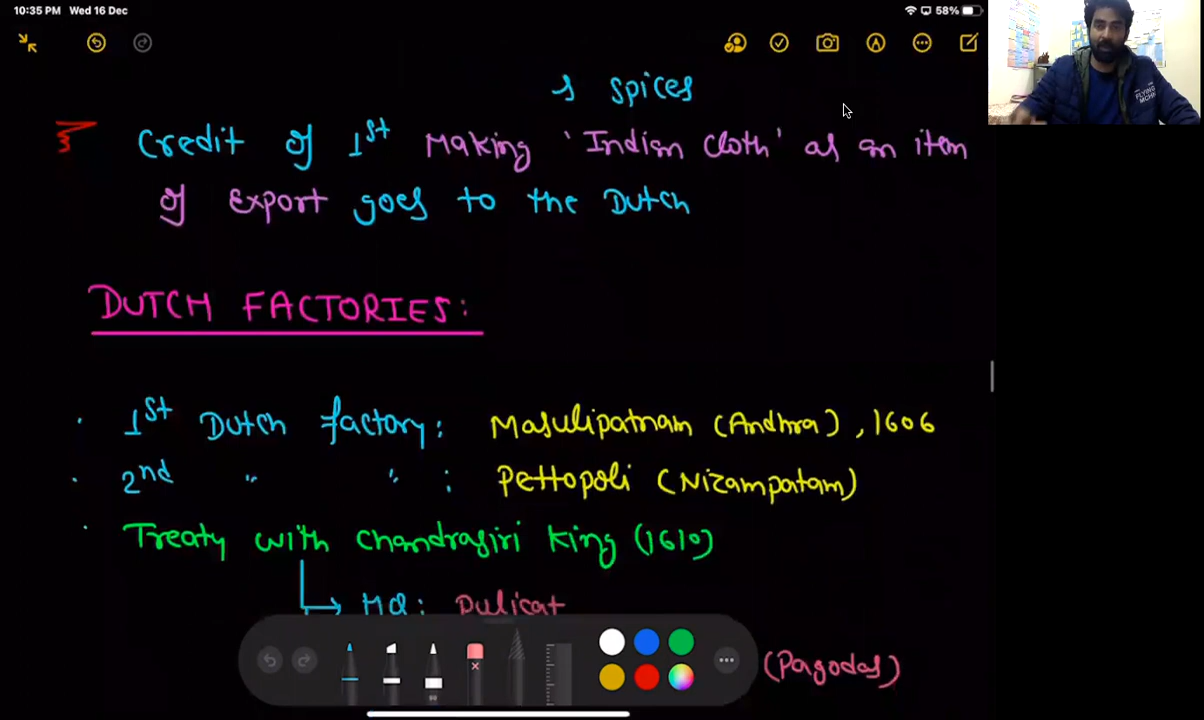 10:35 PM Wed 16 Dec
58%
& Spices
Credit of 1st Making 'Indian Cloth' as an item
of Export goes to the Dutch
DUTCH FACTORIES:
1st Dutch factory: Masulipatnam (Andhra), 1606
2nd " " : Pettopoli (Nizampatam)
Treaty with Chandragiri King (1610)
HQ: Pulicat
(Pagodas)